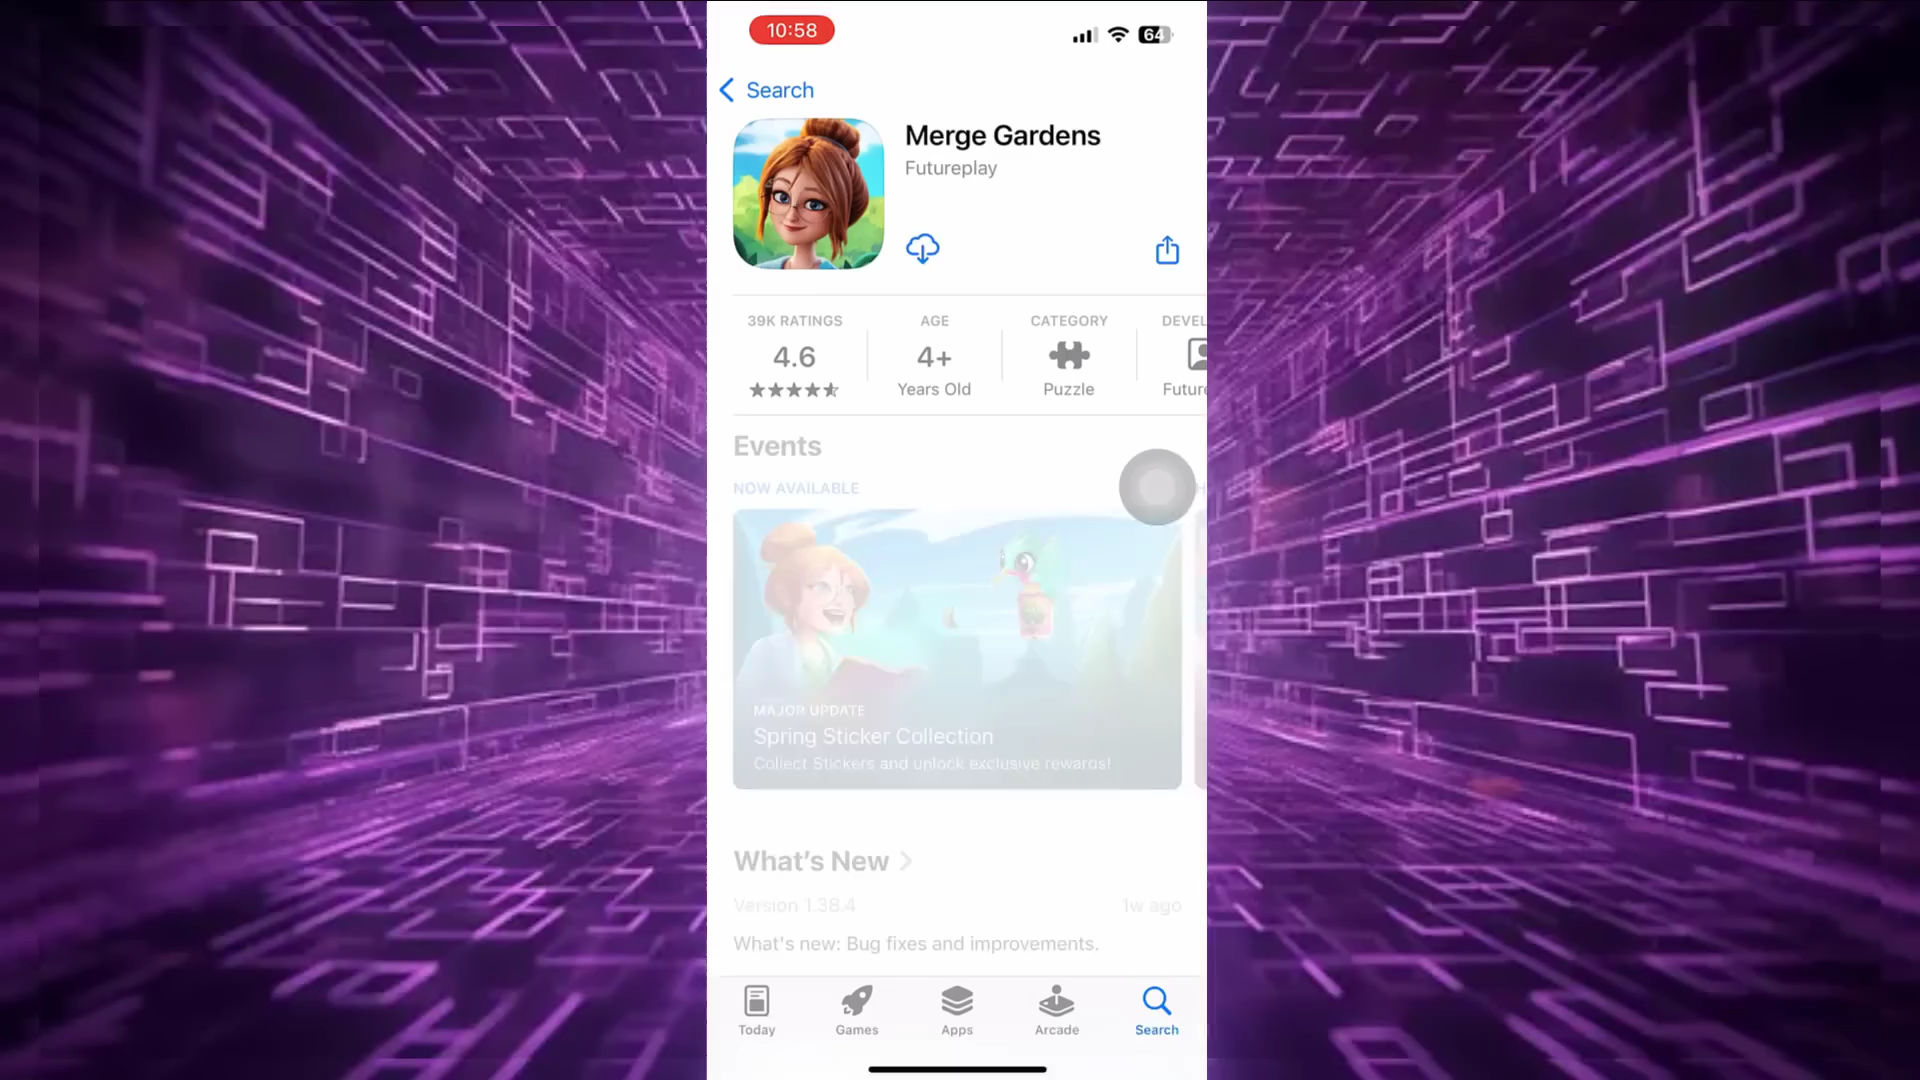 10:58
64
Search
Merge Gardens
Futureplay
39K RATINGS
AGE
CATEGORY
DEVEL
4.6
4+
Years Old
Puzzle
Future
Events
NOW AVAILABLE
MAJOR UPDATE
Spring Sticker Collection
Collect Stickers and unlock exclusive rewards!
What's New
Version 1.38.4
1w ago
What's new: Bug fixes and improvements.
Today
Games
Apps
Arcade
Search